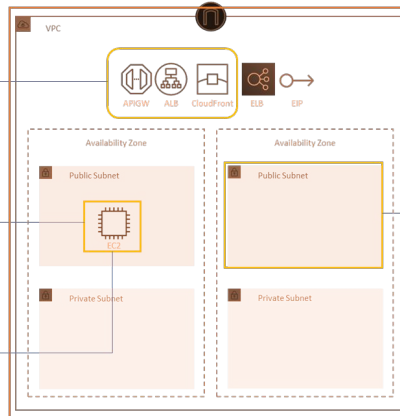 VPC
APIGW ALB CloudFront ELB EIP
Availability Zone Availability Zone
Public Subnet Public Subnet
EC2
Private Subnet Private Subnet